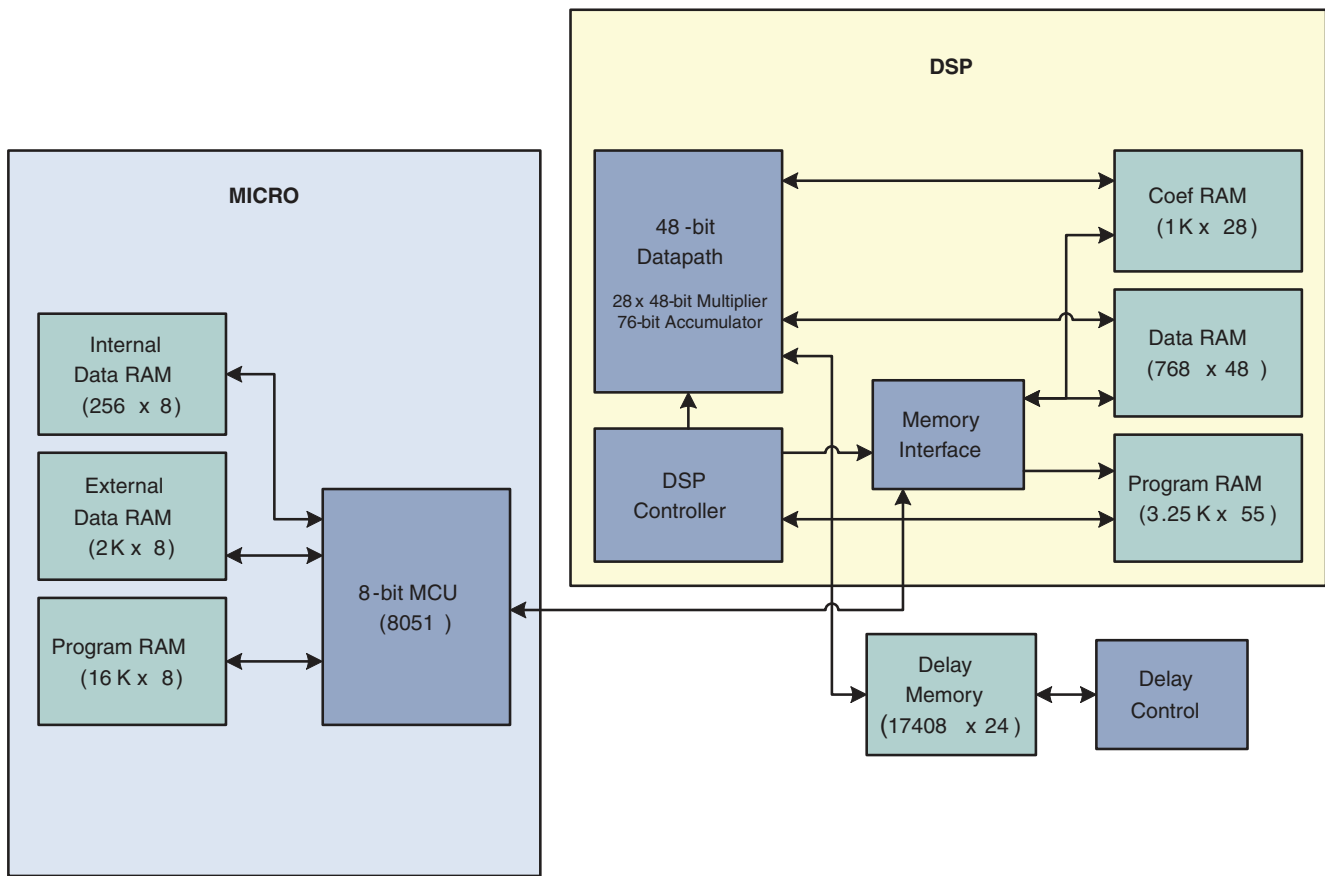 DSP
MICRO
48 -bit
Datapath
28 x 48-bit Multiplier
76-bit Accumulator
Coef RAM
(1K x 28)
Internal
Data RAM
(256 x 8)
Data RAM
(768 x 48 )
Memory
Interface
DSP
Controller
External
Data RAM
(2K x 8)
Program RAM
(3.25 K x 55)
8-bit MCU
(8051 )
Program RAM
(16 K x 8)
Delay
Memory
(17408 x 24)
Delay
Control